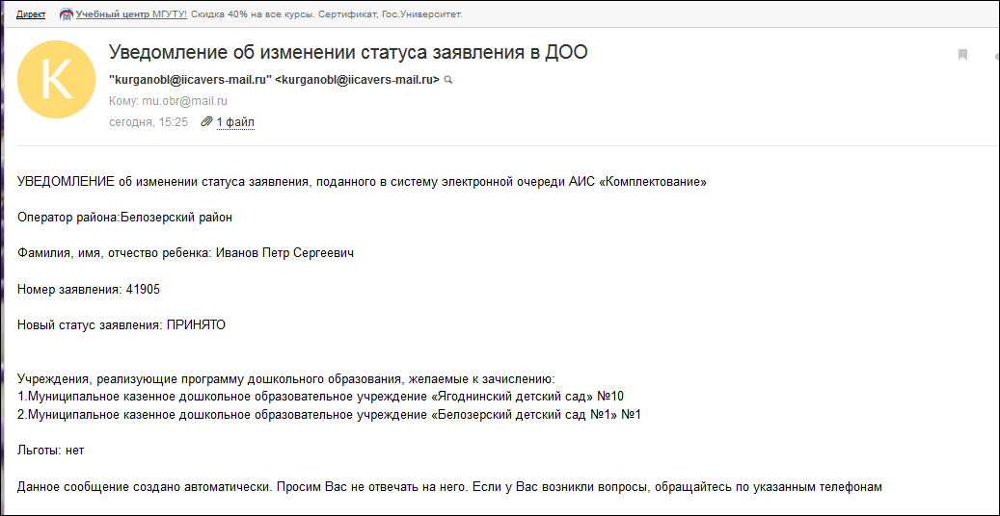 Директ Учебный центр МГУТУ! Скидка 40% на все курсы. Сертификат, Гос.Университет.
К
Уведомление об изменении статуса заявления в ДОО
"kurganobl@iicavers-mail.ru" <kurganobl@iicavers-mail.ru>
Кому: mu.obr@mail.ru
сегодня, 15:25 1 файл
УВЕДОМЛЕНИЕ об изменении статуса заявления, поданного в систему электронной очереди АИС «Комплектование»
Оператор района:Белозерский район
Фамилия, имя, отчество ребенка: Иванов Петр Сергеевич
Номер заявления: 41905
Новый статус заявления: ПРИНЯТО
Учреждения, реализующие программу дошкольного образования, желаемые к зачислению:
1.Муниципальное казенное дошкольное образовательное учреждение «Ягоднинский детский сад» №10
2.Муниципальное казенное дошкольное образовательное учреждение «Белозерский детский сад №1» №1
Льготы: нет
Данное сообщение создано автоматически. Просим Вас не отвечать на него. Если у Вас возникли вопросы, обращайтесь по указанным телефонам